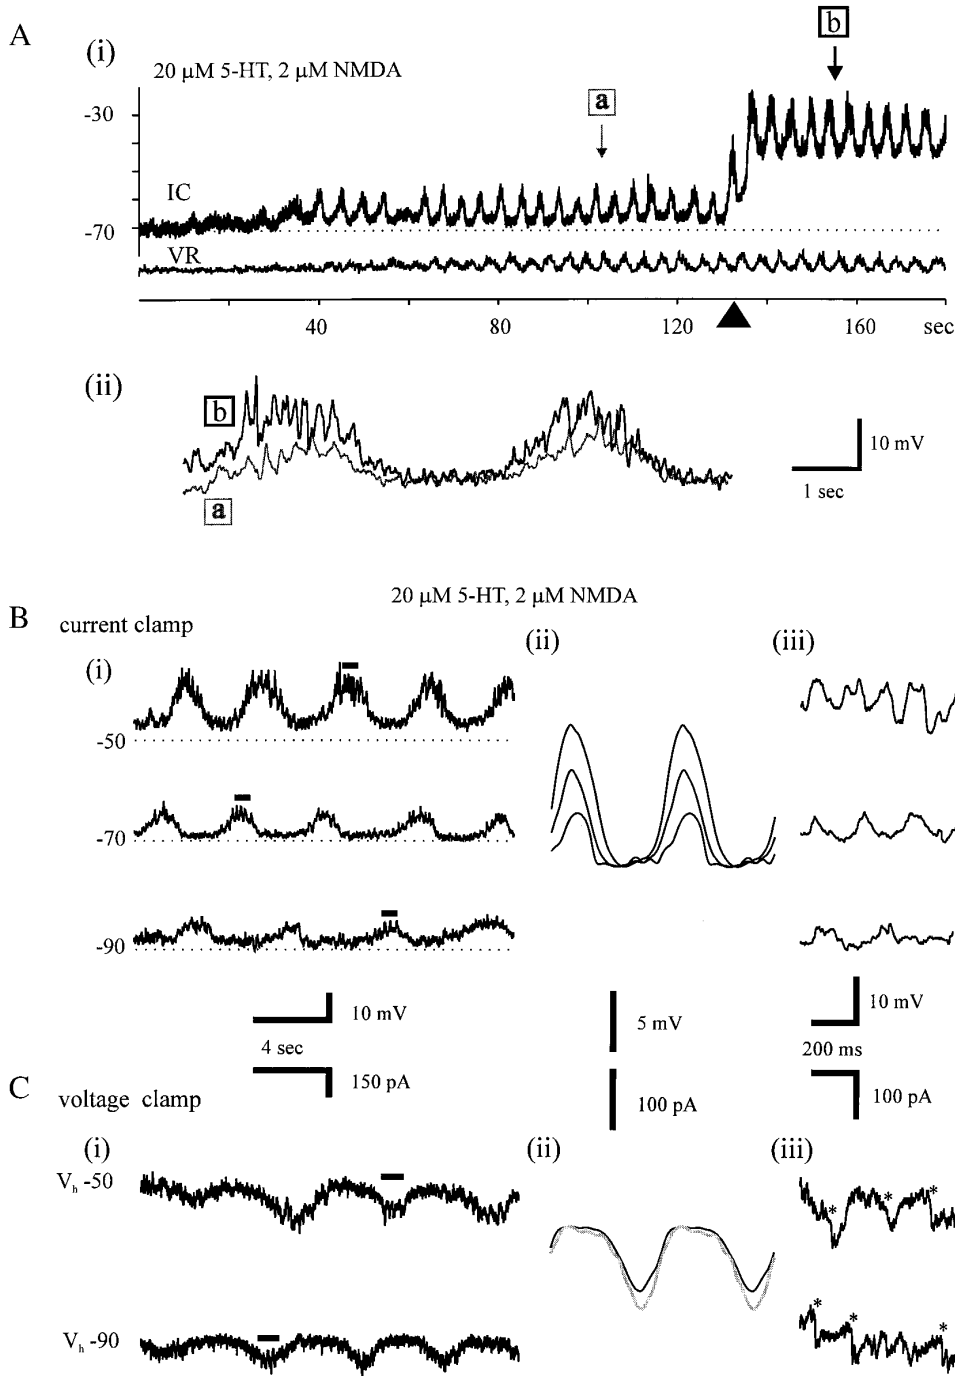 A
(i)
b
20 µM 5-HT, 2 µM NMDA
a
-30
IC
-70
VR
40 80 120 160 sec
(ii)
b
10 mV
1 sec
a
20 µM 5-HT, 2 µM NMDA
B current clamp
(i) (ii) (iii)
-50
-70
-90
10 mV 5 mV 10 mV
4 sec 200 ms
150 pA 100 pA 100 pA
C voltage clamp
(i) (ii) (iii)
Vh -50
* * *
Vh -90
* * *